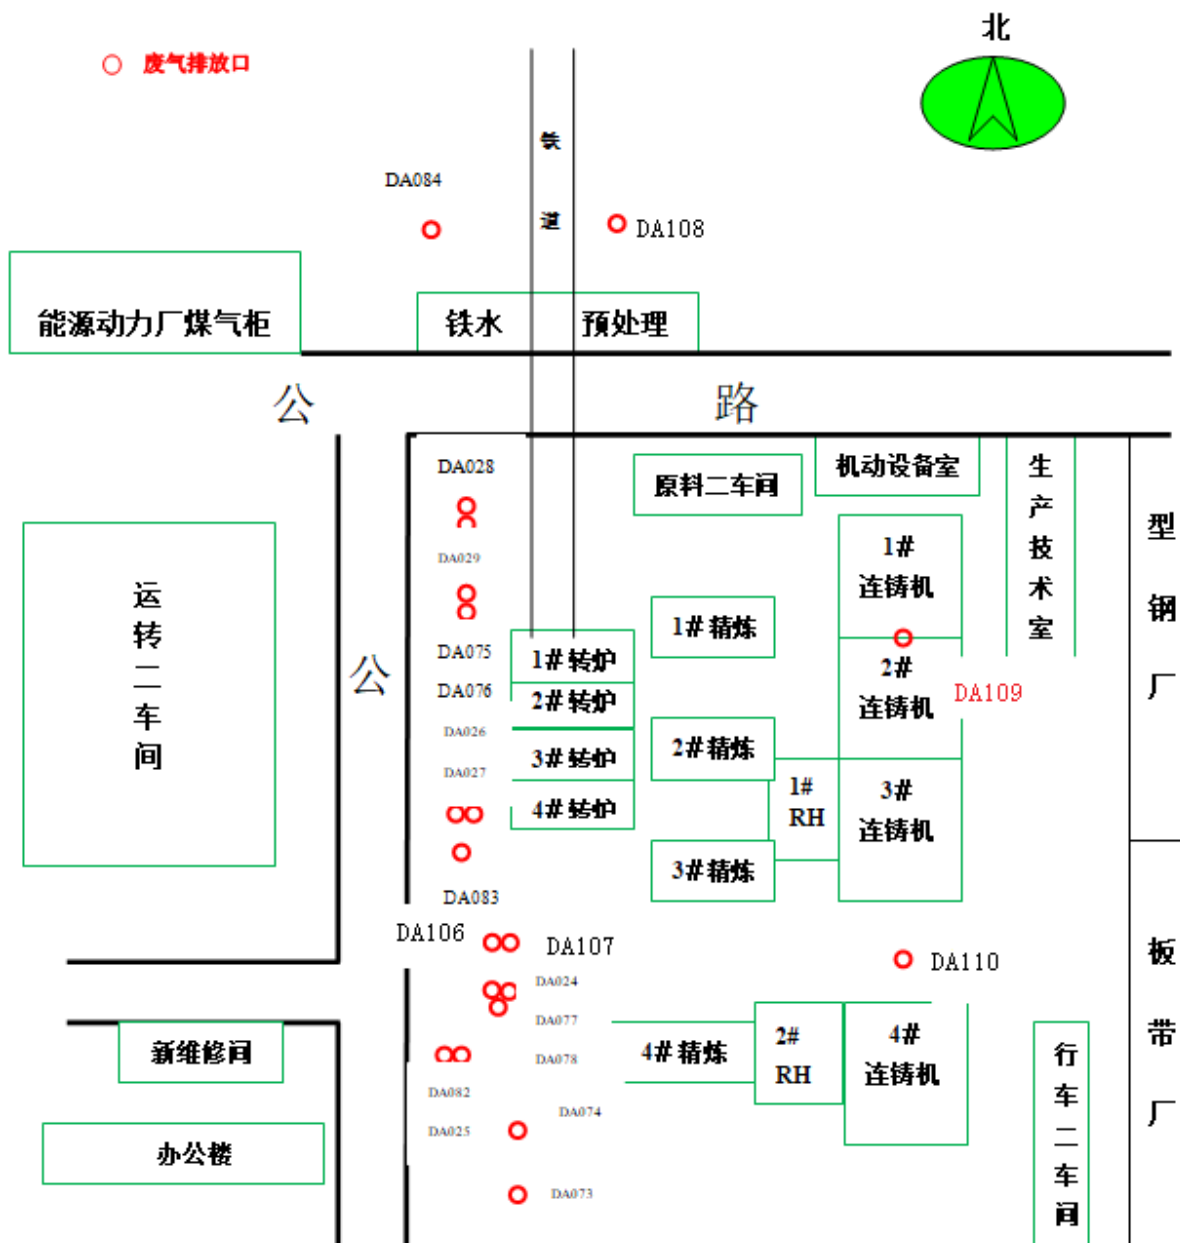 北
废气排放口
铁道
DA084
DA108
能源动力厂煤气柜
铁水
预处理
公
路
DA028
原料二车间
机动设备室
生产技术室
型钢厂
DA029
1#
连铸机
运转二车间
公
1#精炼
DA075
1#转炉
2#
连铸机
DA109
DA076
2#转炉
DA026
2#精炼
3#转炉
DA027
1#
RH
3#
连铸机
4#转炉
3#精炼
DA083
DA106
DA107
DA110
板带厂
DA024
DA077
新维修间
DA078
4#精炼
2#
RH
4#
连铸机
行车二车间
DA082
DA074
DA025
办公楼
DA073